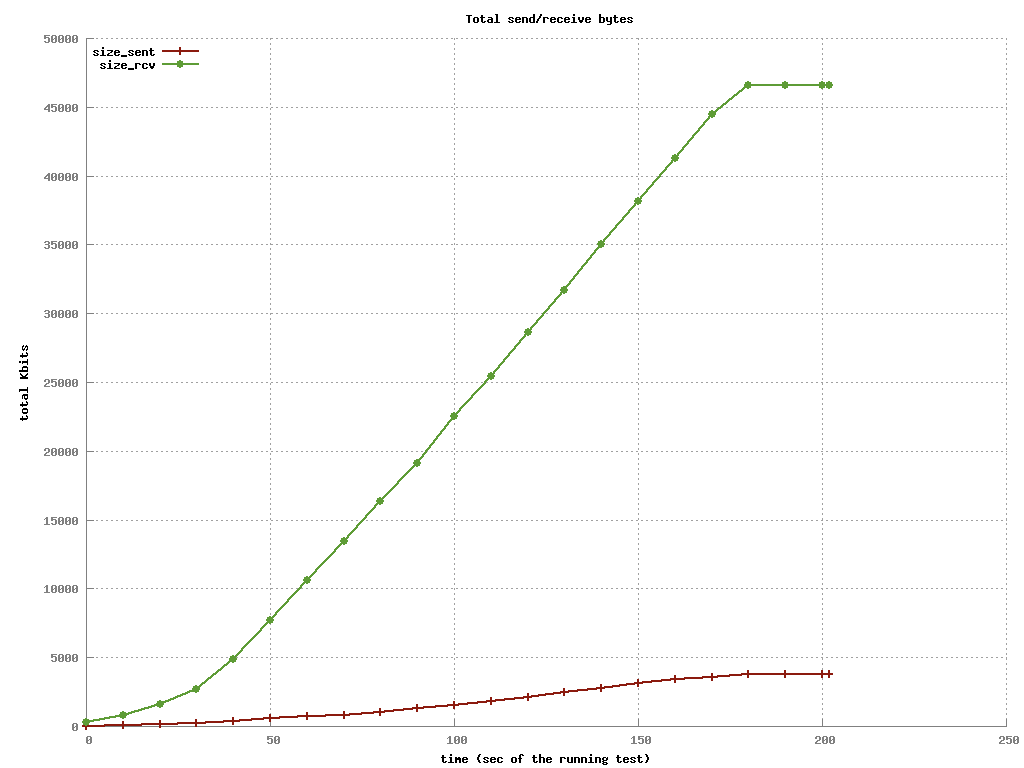 Total send/receive bytes
size_sent
size_rcv
50000
45000
40000
35000
30000
25000
20000
15000
10000
5000
0
total Kbits
0 50 100 150 200 250
time (sec of the running test)